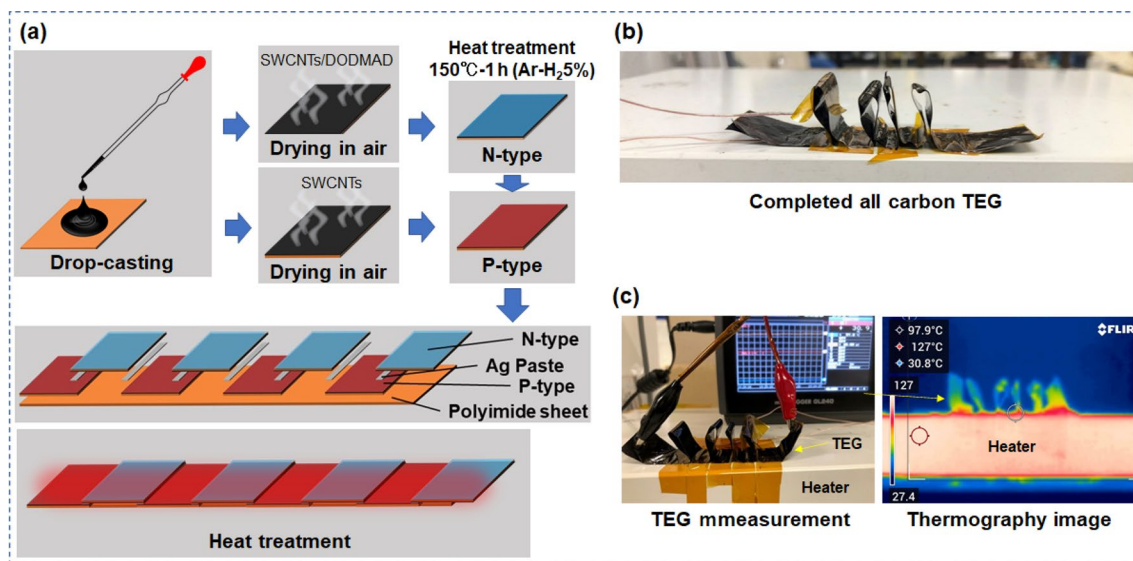 (a)
SWCNTs/DODMAD
Drying in air
Heat treatment
150℃-1 h (Ar-H₂5%)
N-type
Drop-casting
SWCNTs
Drying in air
P-type
N-type
Ag Paste
P-type
Polyimide sheet
Heat treatment
(b)
Completed all carbon TEG
(c)
TEG
Heater
TEG mmeasurement
FLIR
97.9°C
127°C
30.8°C
127
Heater
27.4
Thermography image